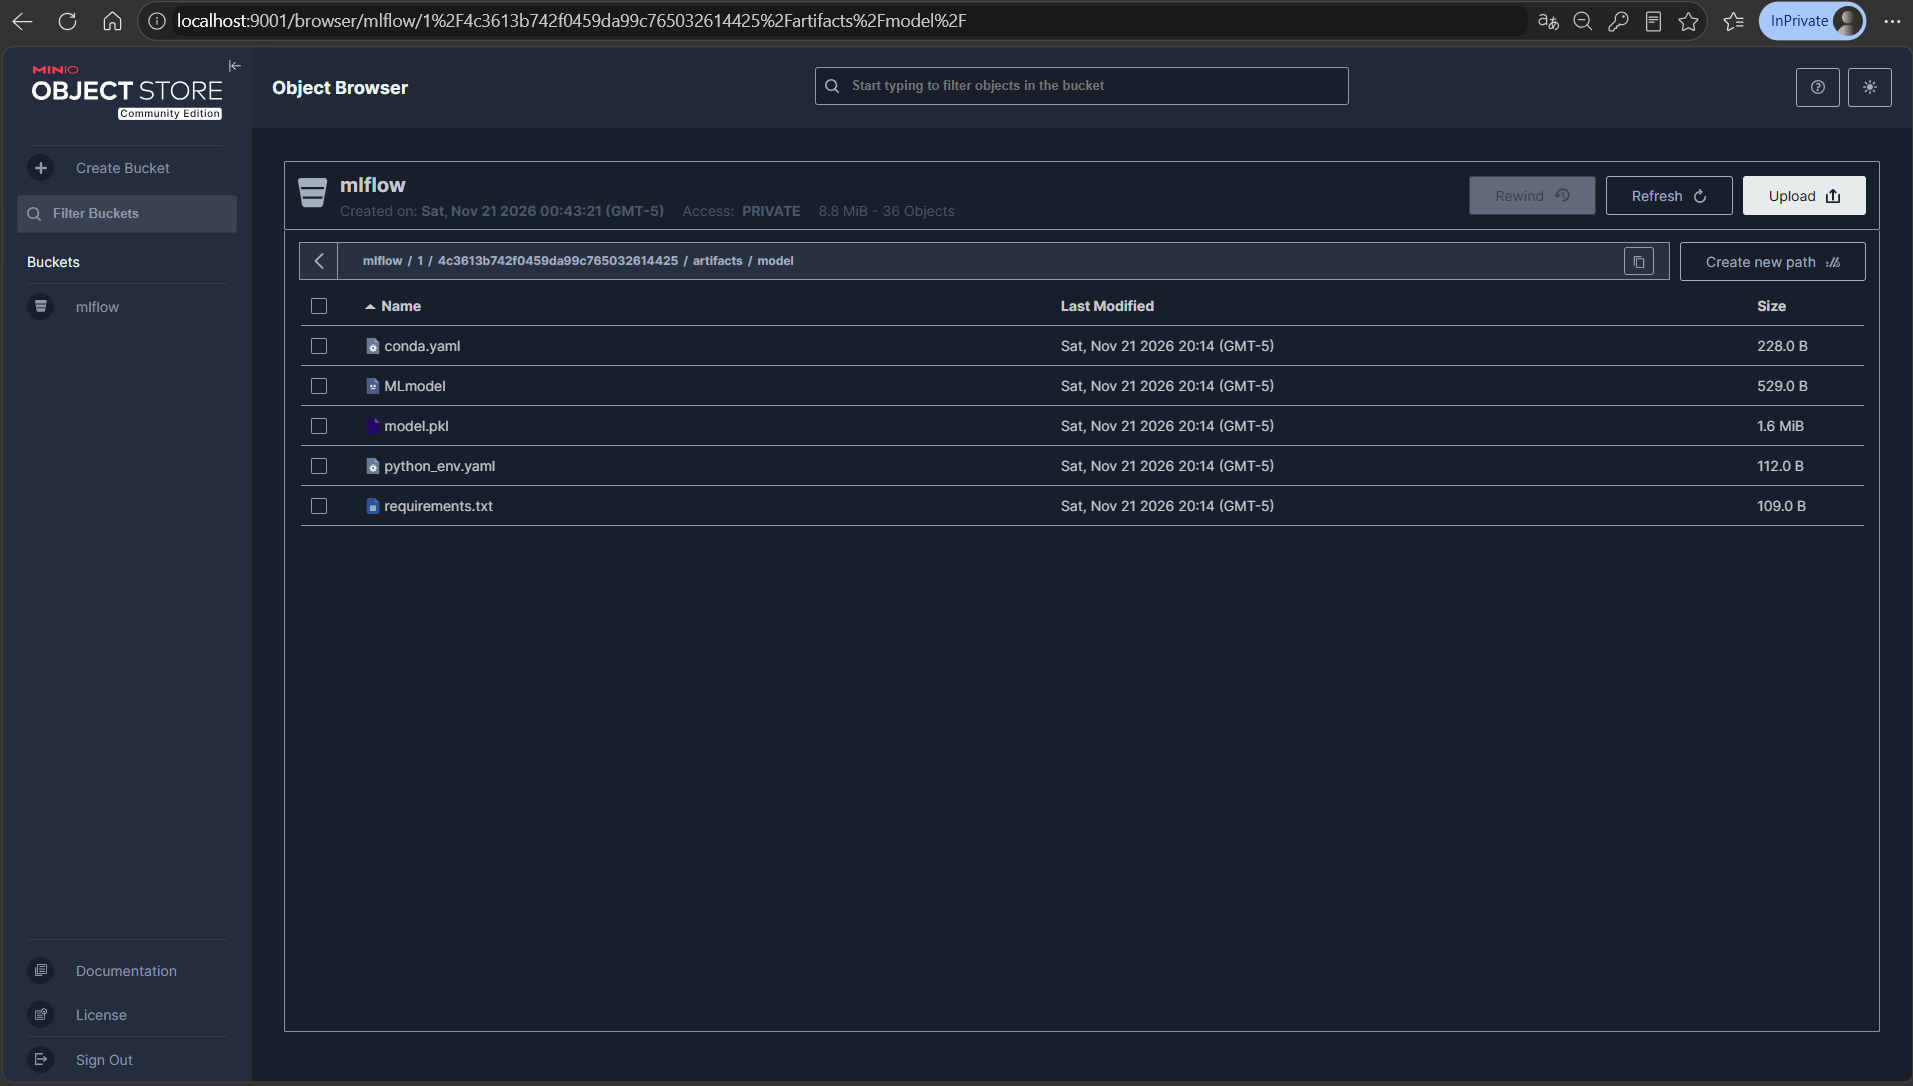 localhost:9001/browser/mlflow/1%2F4c3613b742f0459da99c765032614425%2Fartifacts%2Fmodel%2F
InPrivate
MINIO
OBJECT STORE
Community Edition
Create Bucket
Filter Buckets
Buckets
mlflow
Documentation
License
Sign Out
Object Browser
Start typing to filter objects in the bucket
mlflow
Created on: Sat, Nov 21 2026 00:43:21 (GMT-5) Access: PRIVATE 8.8 MiB - 36 Objects
Rewind
Refresh
Upload
mlflow / 1 / 4c3613b742f0459da99c765032614425 / artifacts / model
Create new path
Name Last Modified Size
conda.yaml Sat, Nov 21 2026 20:14 (GMT-5) 228.0 B
MLmodel Sat, Nov 21 2026 20:14 (GMT-5) 529.0 B
model.pkl Sat, Nov 21 2026 20:14 (GMT-5) 1.6 MiB
python_env.yaml Sat, Nov 21 2026 20:14 (GMT-5) 112.0 B
requirements.txt Sat, Nov 21 2026 20:14 (GMT-5) 109.0 B